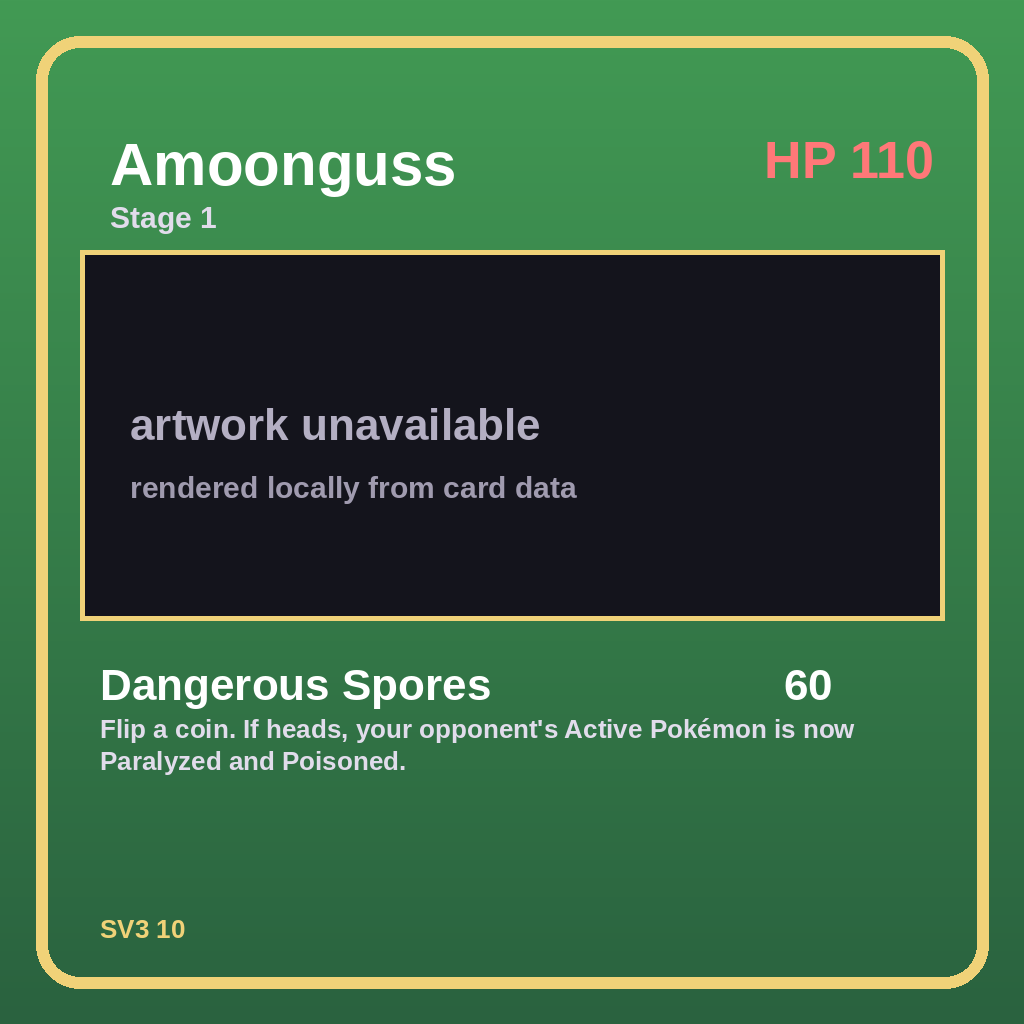 Amoonguss
HP 110
Stage 1
artwork unavailable
rendered locally from card data
Dangerous Spores 60
Flip a coin. If heads, your opponent's Active Pokémon is now
Paralyzed and Poisoned.
SV3 10